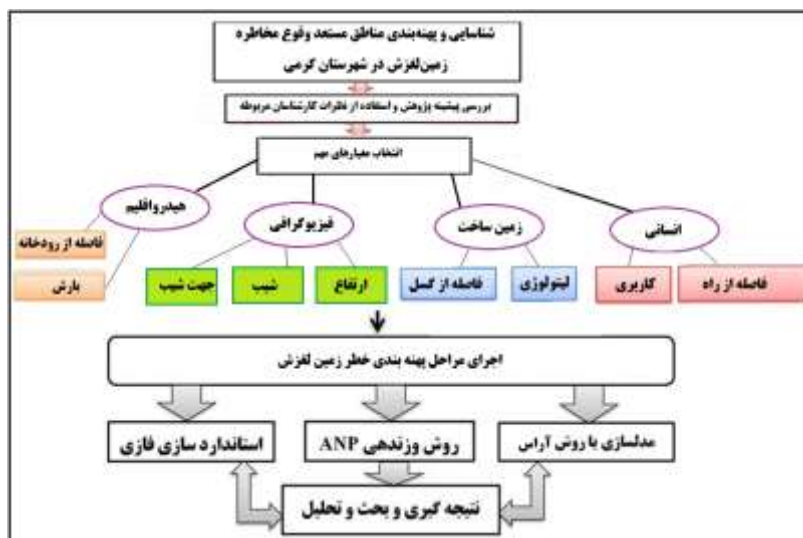 شناسایی و پهنه‌بندی مناطق مستعد وقوع مخاطره
زمین‌لغزش در شهرستان گرمی
بررسی پیشینه پژوهش و استفاده از نظرات کارشناسان مربوطه
انتخاب معیارهای مهم
انسانی
زمین ساخت
فیزیوگرافی
هیدرواقلیم
فاصله از راه
کاربری
لیتولوژی
فاصله از گسل
ارتفاع
شیب
جهت شیب
فاصله از رودخانه
بارش
اجرای مراحل پهنه بندی خطر زمین لغزش
مدلسازی با روش آراس
روش وزندهی ANP
استاندارد سازی فازی
نتیجه گیری و بحث و تحلیل